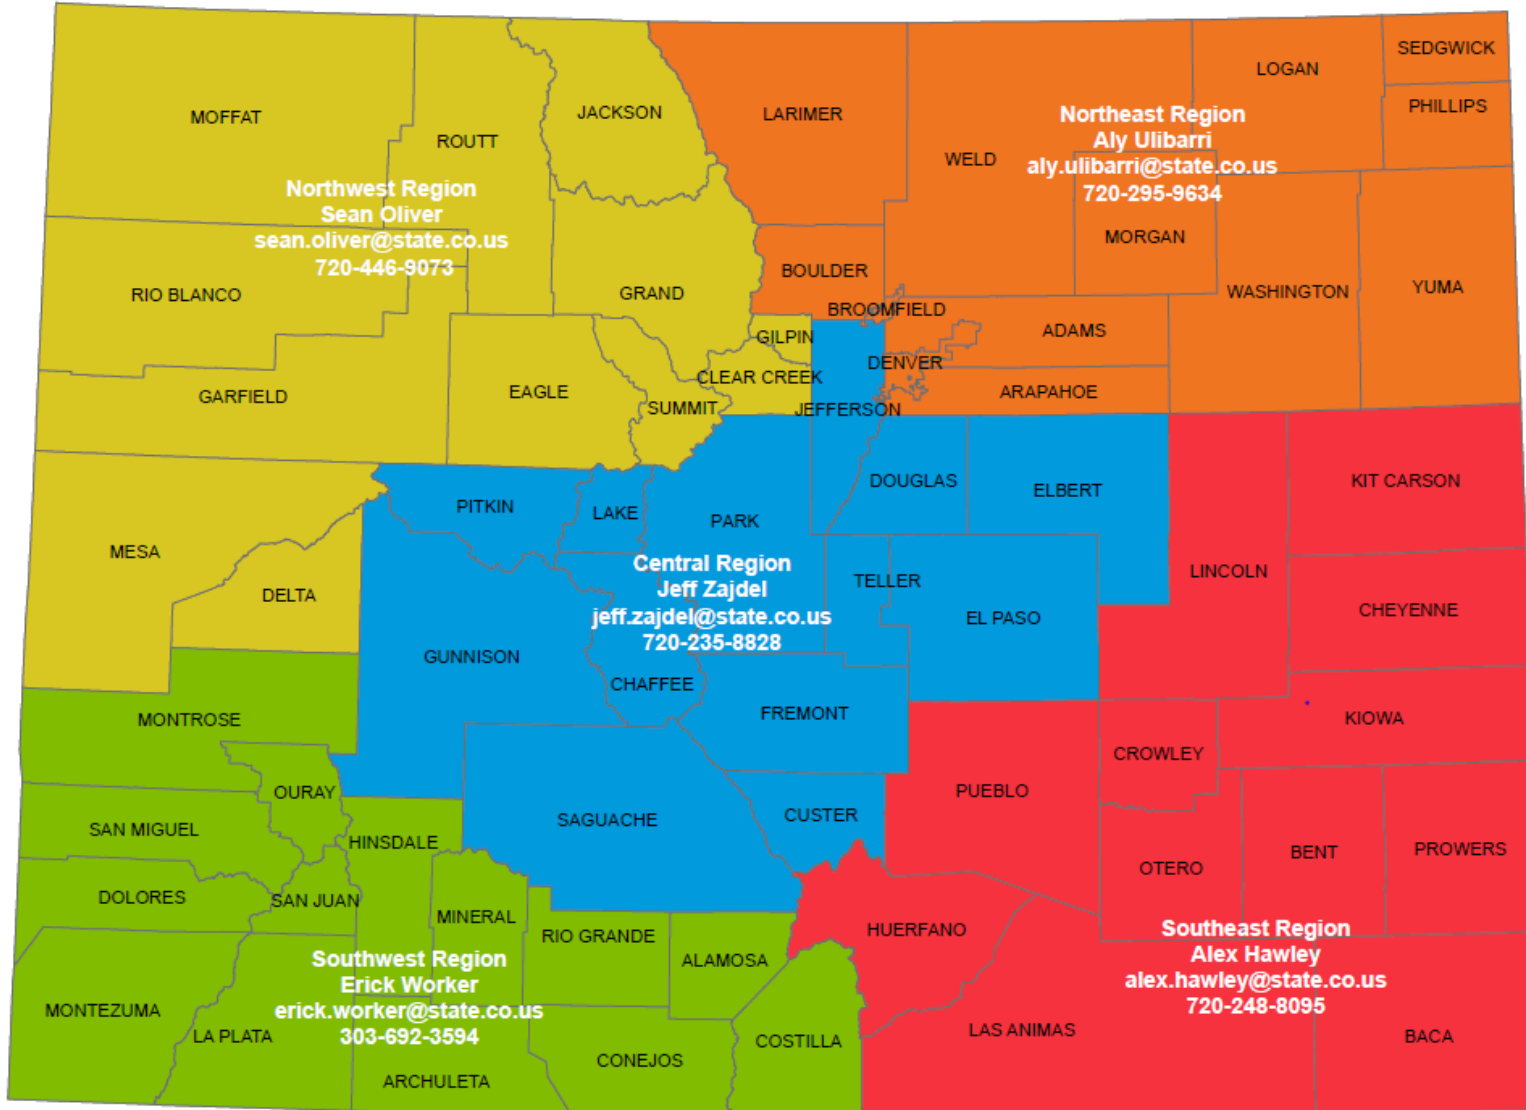 SEDGWICK
LOGAN
PHILLIPS
MOFFAT
JACKSON
LARIMER
ROUTT
WELD
Northeast Region
Aly Ulibarri
aly.ulibarri@state.co.us
720-295-9634
Northwest Region
Sean Oliver
sean.oliver@state.co.us
720-446-9073
MORGAN
BOULDER
RIO BLANCO
GRAND
WASHINGTON
YUMA
BROOMFIELD
GILPIN
ADAMS
DENVER
CLEAR CREEK
GARFIELD
EAGLE
SUMMIT
JEFFERSON
ARAPAHOE
PITKIN
LAKE
PARK
DOUGLAS
ELBERT
KIT CARSON
MESA
DELTA
Central Region
Jeff Zajdel
jeff.zajdel@state.co.us
720-235-8828
TELLER
LINCOLN
EL PASO
CHEYENNE
GUNNISON
CHAFFEE
FREMONT
MONTROSE
KIOWA
CROWLEY
OURAY
PUEBLO
SAN MIGUEL
HINSDALE
SAGUACHE
CUSTER
OTERO
BENT
PROWERS
DOLORES
SAN JUAN
MINERAL
RIO GRANDE
ALAMOSA
HUERFANO
Southeast Region
Alex Hawley
alex.hawley@state.co.us
720-248-8095
Southwest Region
Erick Worker
erick.worker@state.co.us
303-692-3594
MONTEZUMA
LA PLATA
ARCHULETA
CONEJOS
COSTILLA
LAS ANIMAS
BACA